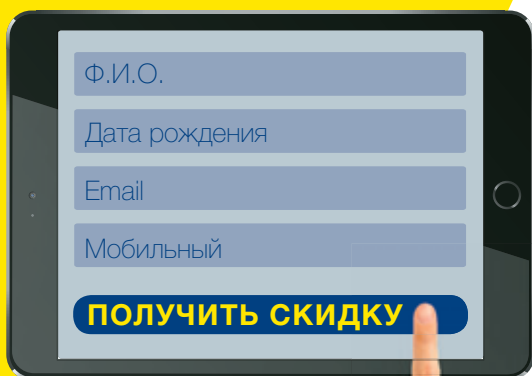 Ф.И.О.
Дата рождения
Email
Мобильный
ПОЛУЧИТЬ СКИДКУ